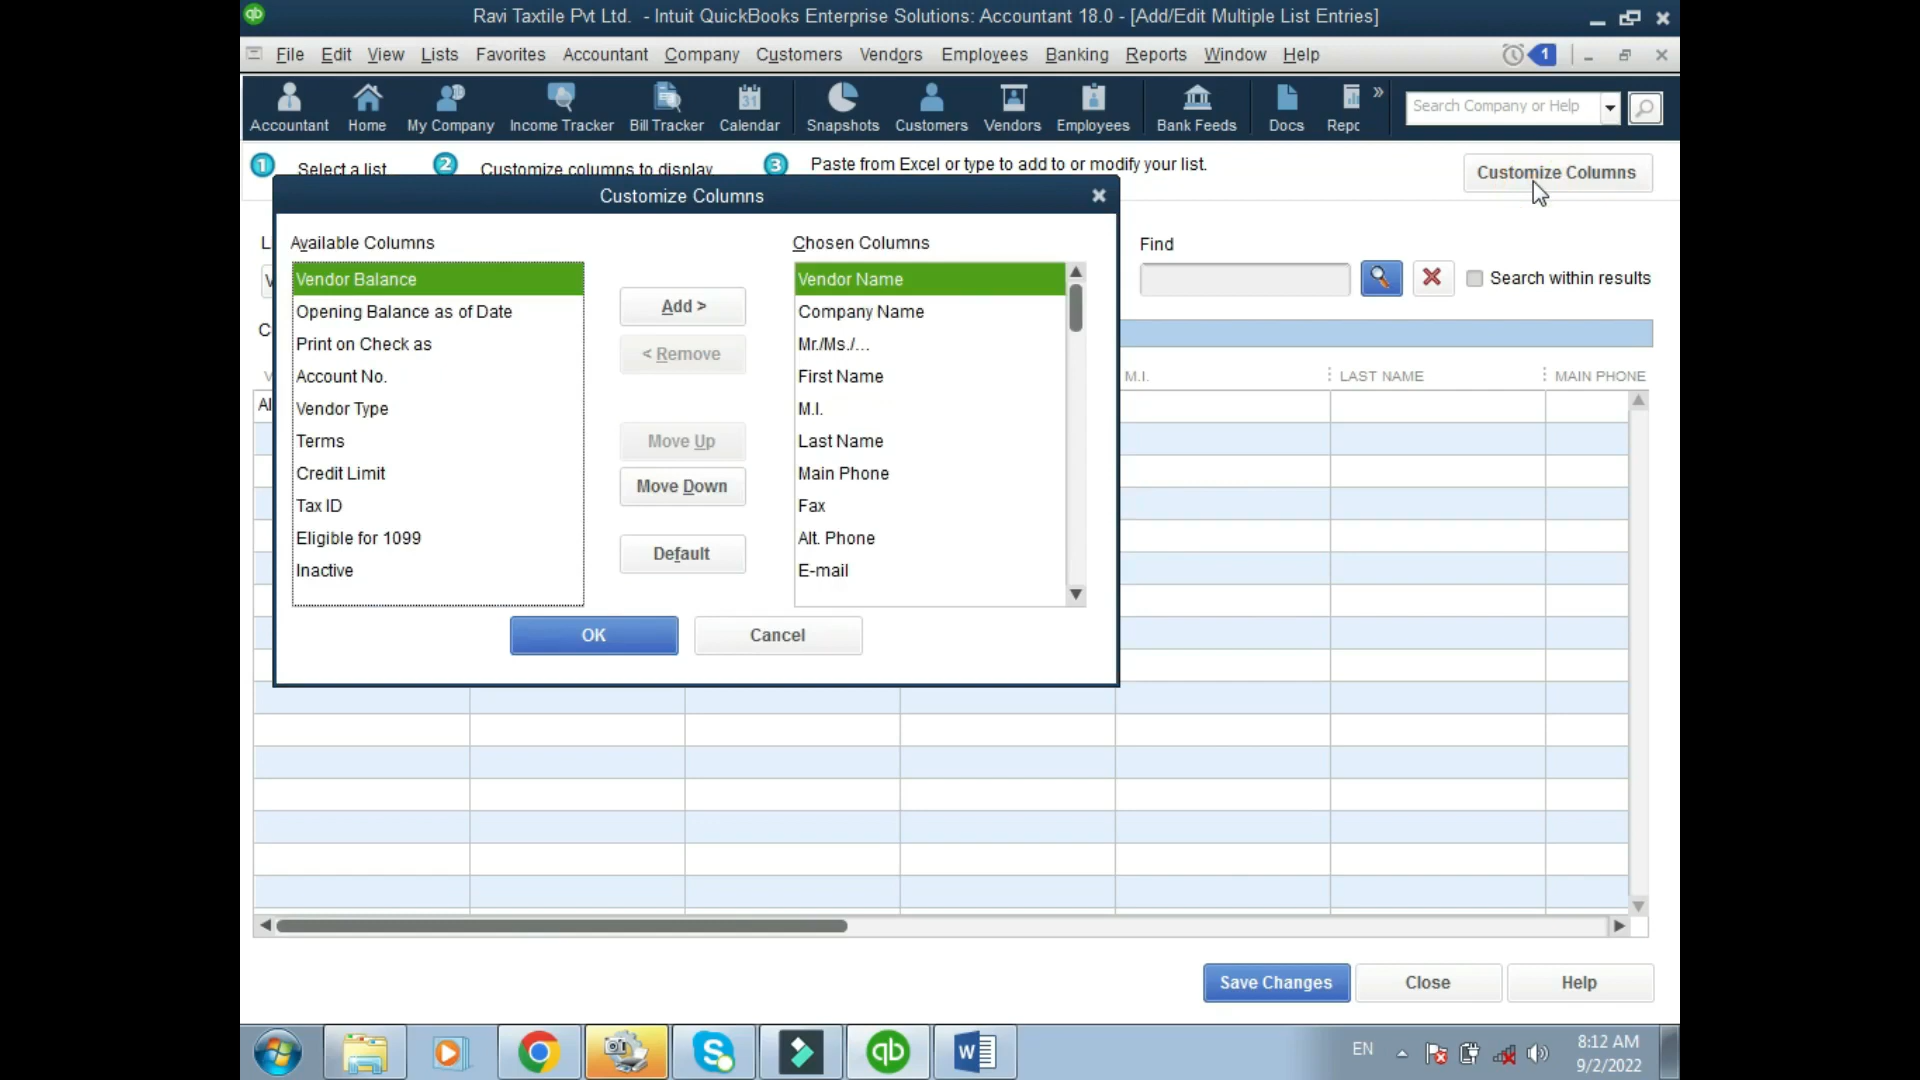 Ravi Taxtile Pvt Ltd. - Intuit QuickBooks Enterprise Solutions: Accountant 18.0 - [Add/Edit Multiple List Entries]
File Edit View Lists Favorites Accountant Company Customers Vendors Employees Banking Reports Window Help
1
Accountant Home My Company Income Tracker Bill Tracker Calendar Snapshots Customers Vendors Employees Bank Feeds Docs Repc
31
Search Company or Help
1 Select a list 2 Customize columns to display 3 Paste from Excel or type to add to or modify your list.
Customize Columns
Customize Columns
Available Columns
Vendor Balance
Opening Balance as of Date
Print on Check as
Account No.
Vendor Type
Terms
Credit Limit
Tax ID
Eligible for 1099
Inactive
Add >
< Remove
Move Up
Move Down
Default
Chosen Columns
Vendor Name
Company Name
Mr./Ms./...
First Name
M.I.
Last Name
Main Phone
Fax
Alt. Phone
E-mail
OK Cancel
Find
Search within results
M.I. LAST NAME MAIN PHONE
Save Changes Close Help
qb W
EN
8:12 AM
9/2/2022